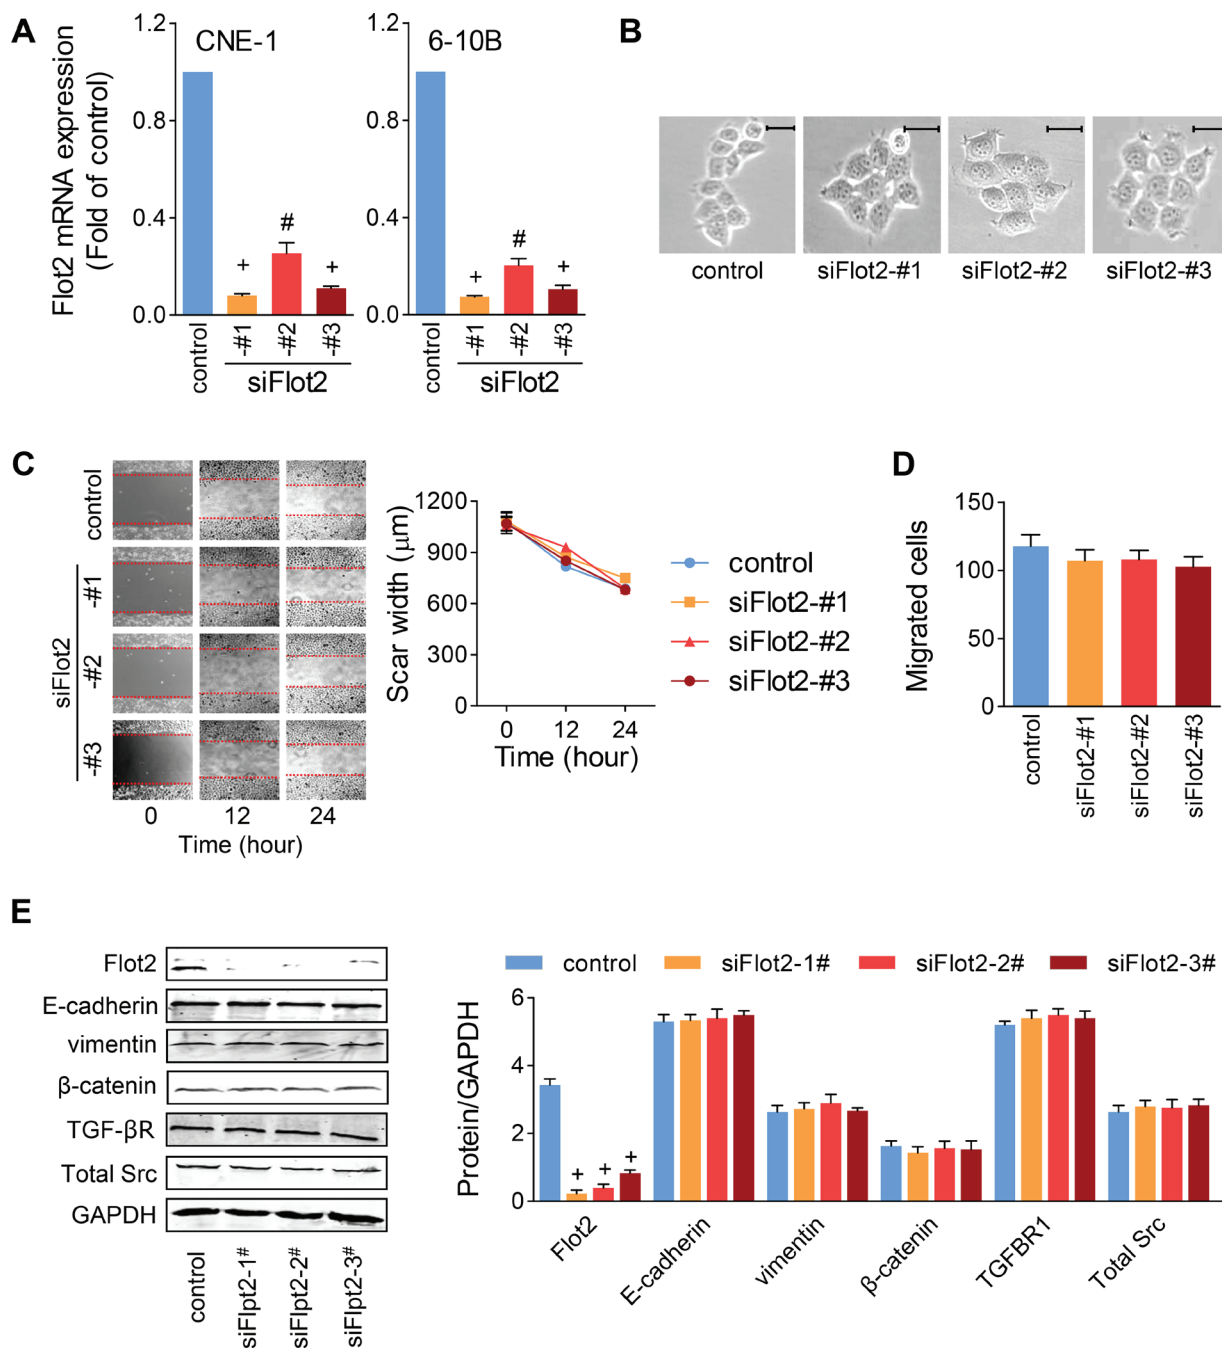 A
Flot2 mRNA expression
(Fold of control)
1.2
0.8
0.4
0.0
CNE-1
+
#
+
control
-#1
-#2
-#3
siFlot2
1.2
0.8
0.4
0.0
6-10B
+
#
+
control
-#1
-#2
-#3
siFlot2
B
control
siFlot2-#1
siFlot2-#2
siFlot2-#3
C
control
siFlot2
-#1
-#2
-#3
0
12
24
Time (hour)
Scar width (μm)
1200
900
600
300
0
0
12
24
Time (hour)
control
siFlot2-#1
siFlot2-#2
siFlot2-#3
D
Migrated cells
150
100
50
0
control
siFlot2-#1
siFlot2-#2
siFlot2-#3
E
Flot2
E-cadherin
vimentin
β-catenin
TGF-βR
Total Src
GAPDH
control
siFlpt2-1#
siFlpt2-2#
siFlpt2-3#
control
siFlot2-1#
siFlot2-2#
siFlot2-3#
Protein/GAPDH
6
4
2
0
+
+
+
Flot2
E-cadherin
vimentin
β-catenin
TGFBR1
Total Src